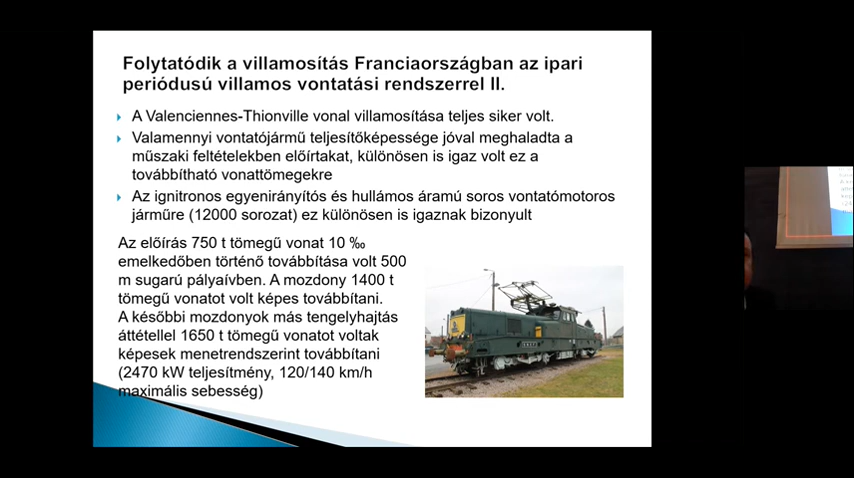 Folytatódik a villamosítás Franciaországban az ipari
periódusú villamos vontatási rendszerrel II.
A Valenciennes-Thionville vonal villamosítása teljes siker volt.
Valamennyi vontatójármű teljesítőképessége jóval meghaladta a
műszaki feltételekben előírtakat, különösen is igaz volt ez a
továbbítható vonattömegekre
Az ignitronos egyenirányítós és hullámos áramú soros vontatómotoros
járműre (12000 sorozat) ez különösen is igaznak bizonyult
Az előírás 750 t tömegű vonat 10 ‰
emelkedőben történő továbbítása volt 500
m sugarú pályaívben. A mozdony 1400 t
tömegű vonatot volt képes továbbítani.
A későbbi mozdonyok más tengelyhajtás
áttétellel 1650 t tömegű vonatot voltak
képesek menetrendszerint továbbítani
(2470 kW teljesítmény, 120/140 km/h
maximális sebesség)